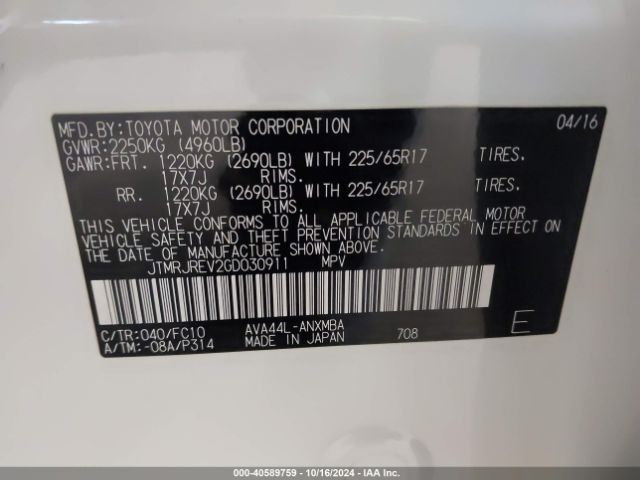 MFD.BY:TOYOTA MOTOR CORPORATION 04/16
GVWR:2250KG (4960LB)
GAWR:FRT. 1220KG (2690LB) WITH 225/65R17 TIRES.
17X7J RIMS.
RR. 1220KG (2690LB) WITH 225/65R17 TIRES.
17X7J RIMS.
THIS VEHICLE CONFORMS TO ALL APPLICABLE FEDERAL MOTOR
VEHICLE SAFETY AND THEFT PREVENTION STANDARDS IN EFFECT ON
THE DATE OF MANUFACTURE SHOWN ABOVE.
JTMRJREV2GD030911 MPV
C/TR:040/FC10 AVA44L-ANXMBA 708 E
A/TM:-08A/P314 MADE IN JAPAN
000-40589759 - 10/16/2024 - IAAI.COM